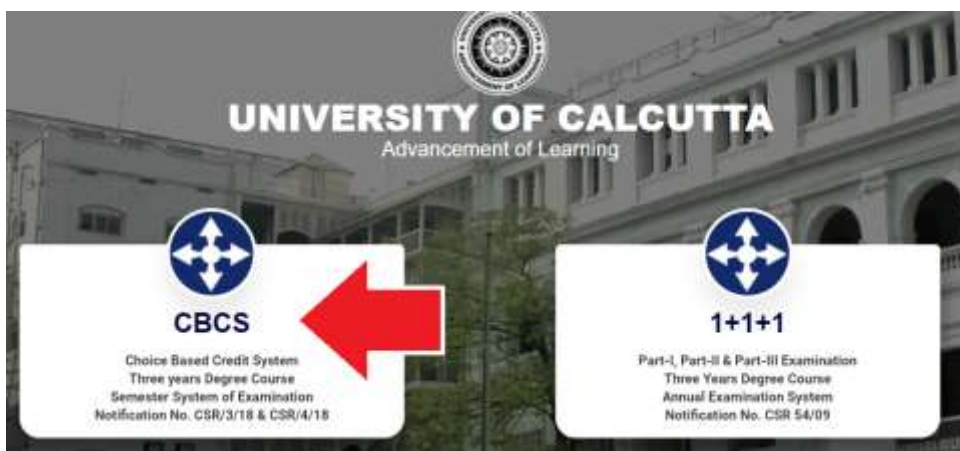 UNIVERSITY OF CALCUTTA
Advancement of Learning
CBCS
Choice Based Credit System
Three years Degree Course
Semester System of Examination
Notification No. CSR/3/18 & CSR/4/18
1+1+1
Part-I, Part-II & Part-III Examination
Three Years Degree Course
Annual Examination System
Notification No. CSR 54/09